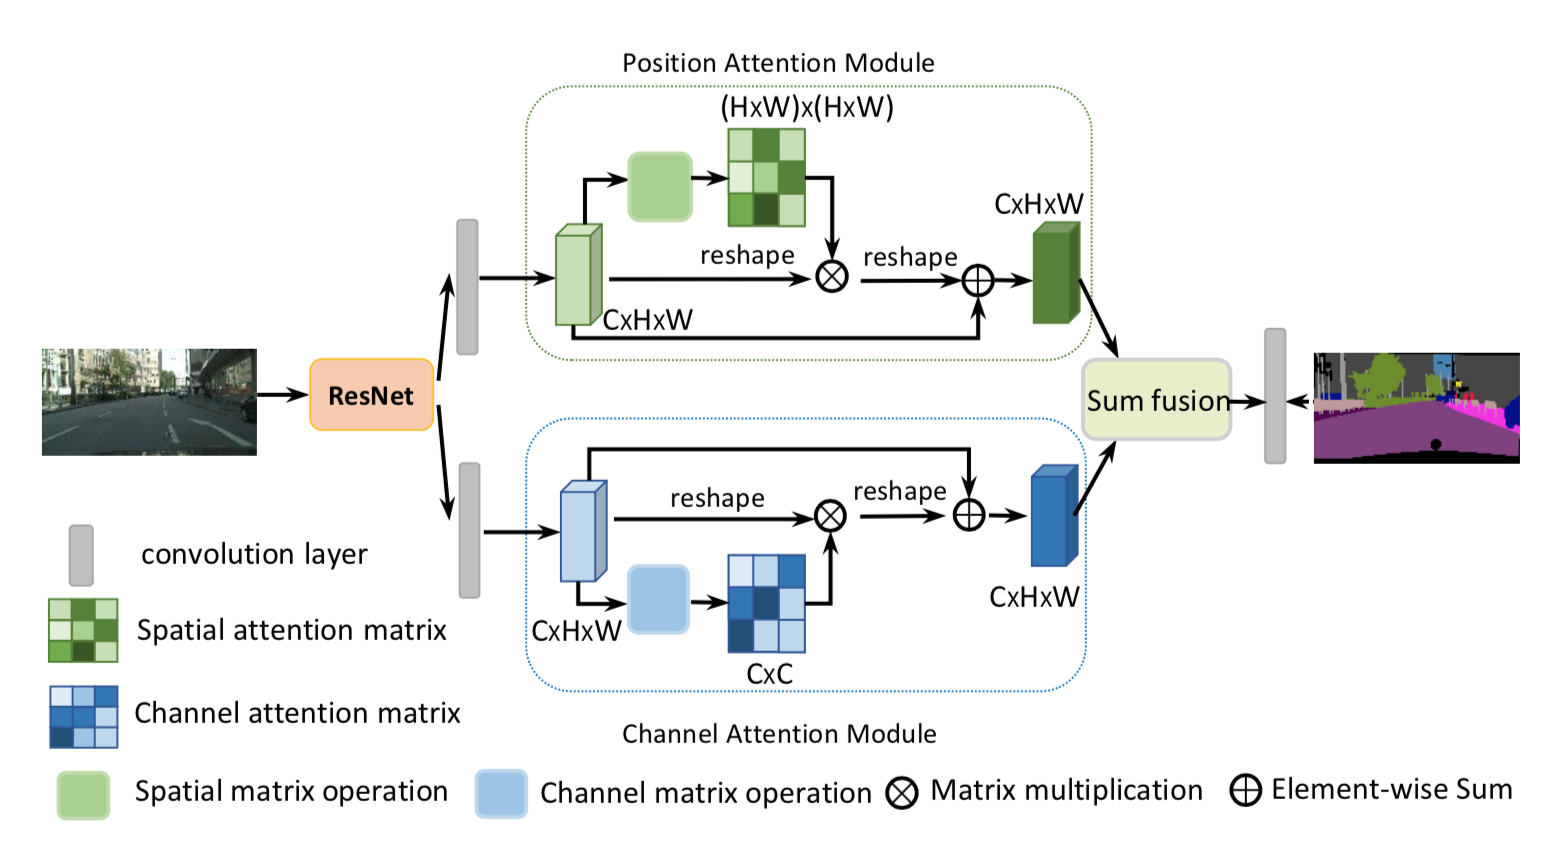 Position Attention Module
(HxW)x(HxW)
CxHxW
reshape
reshape
CxHxW
ResNet
Sum fusion
reshape
reshape
CxHxW
CxHxW
CxC
Channel Attention Module
convolution layer
Spatial attention matrix
Channel attention matrix
Spatial matrix operation
Channel matrix operation
Matrix multiplication
Element-wise Sum